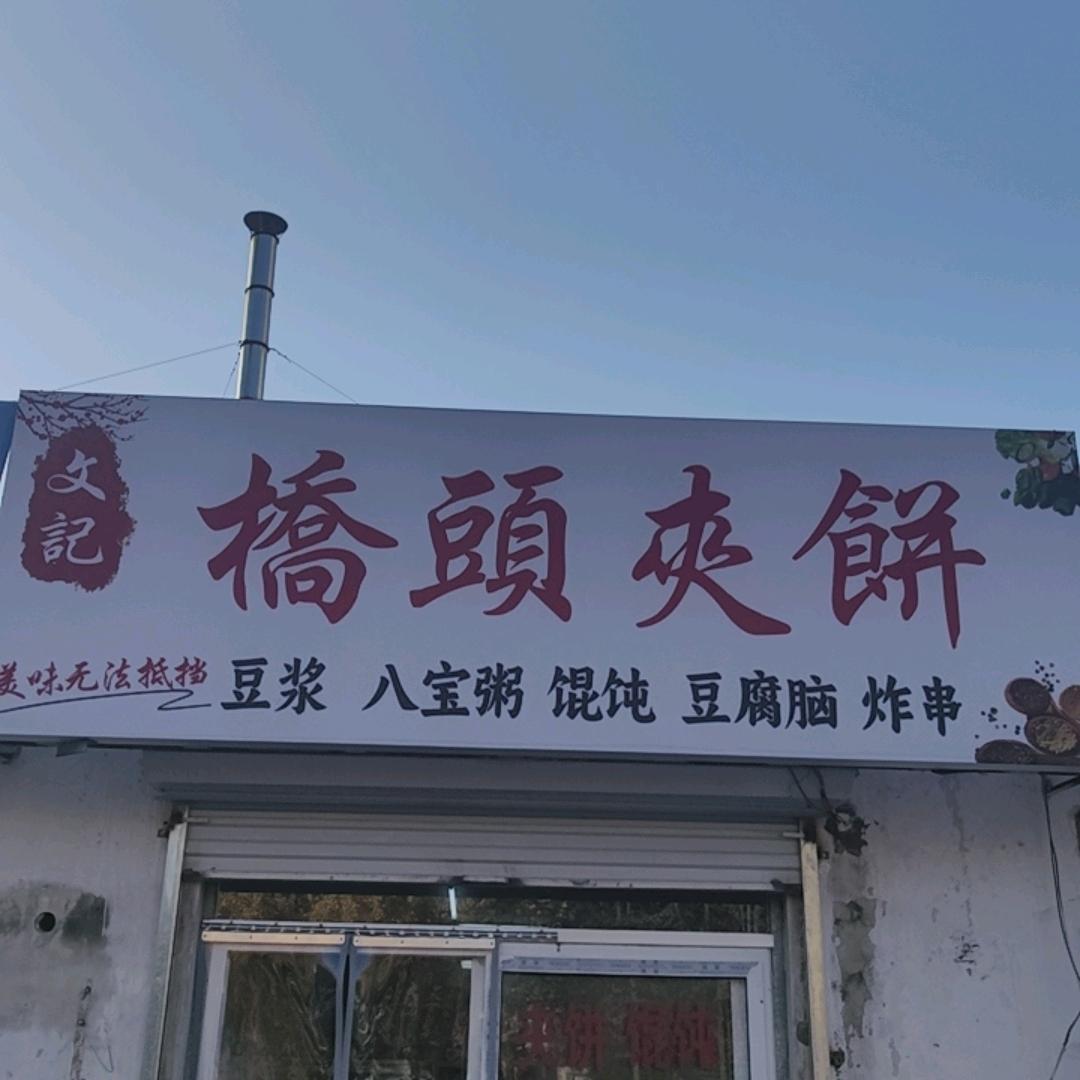 文記
橋頭夾餅
美味无法抵挡
豆浆 八宝粥 馄饨 豆腐脑 炸串
夹饼 馄饨